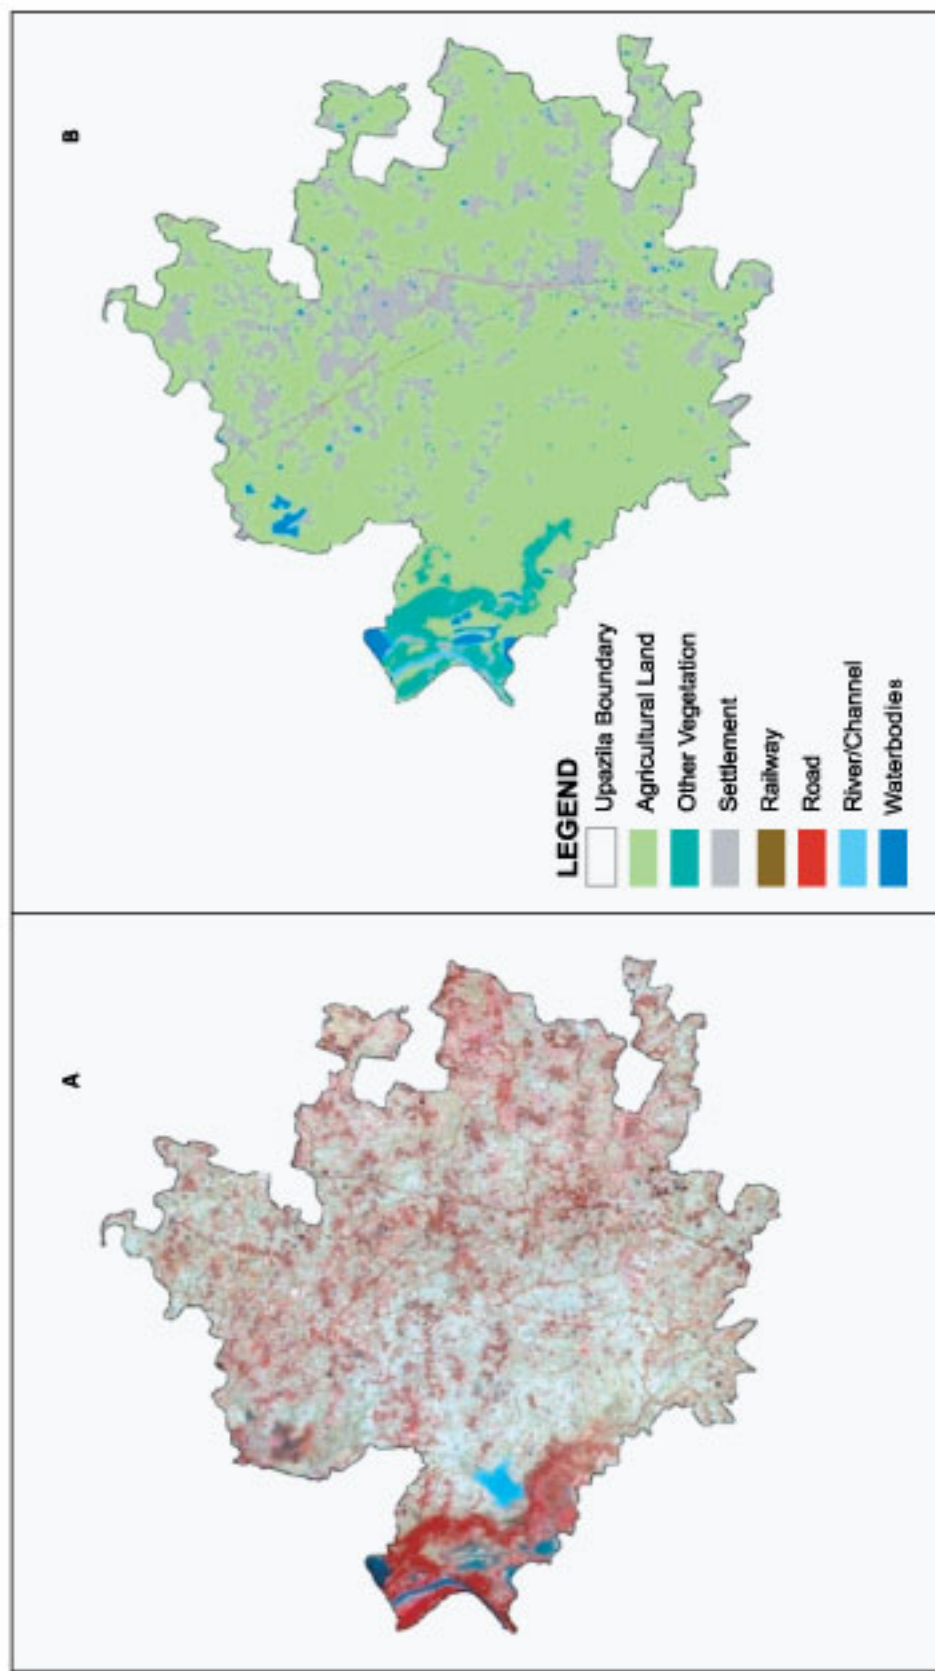 A
B
LEGEND
Upazila Boundary
Agricultural Land
Other Vegetation
Settlement
Railway
Road
River/Channel
Waterbodies